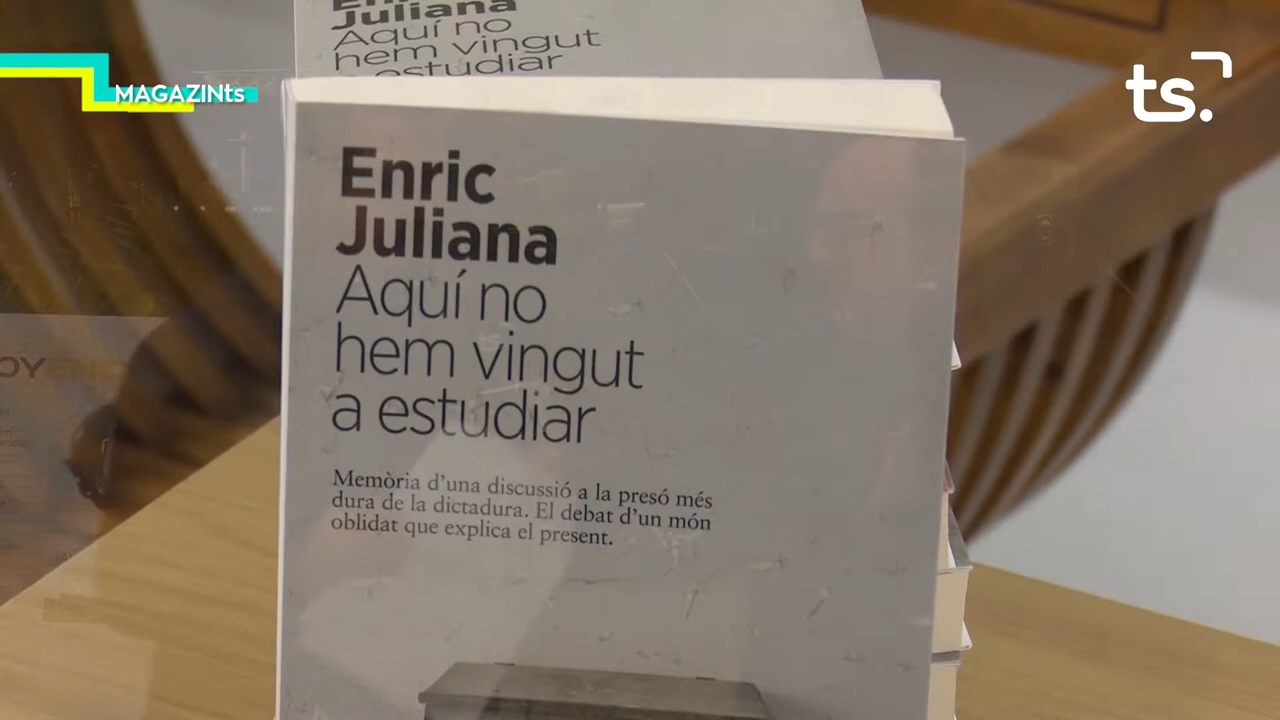 Juliana
Aquí no
hem vingut
a estudiar
MAGAZINts
ts.
Enric
Juliana
Aquí no
hem vingut
a estudiar
Memòria d'una discussió a la presó més
dura de la dictadura. El debat d'un món
oblidat que explica el present.